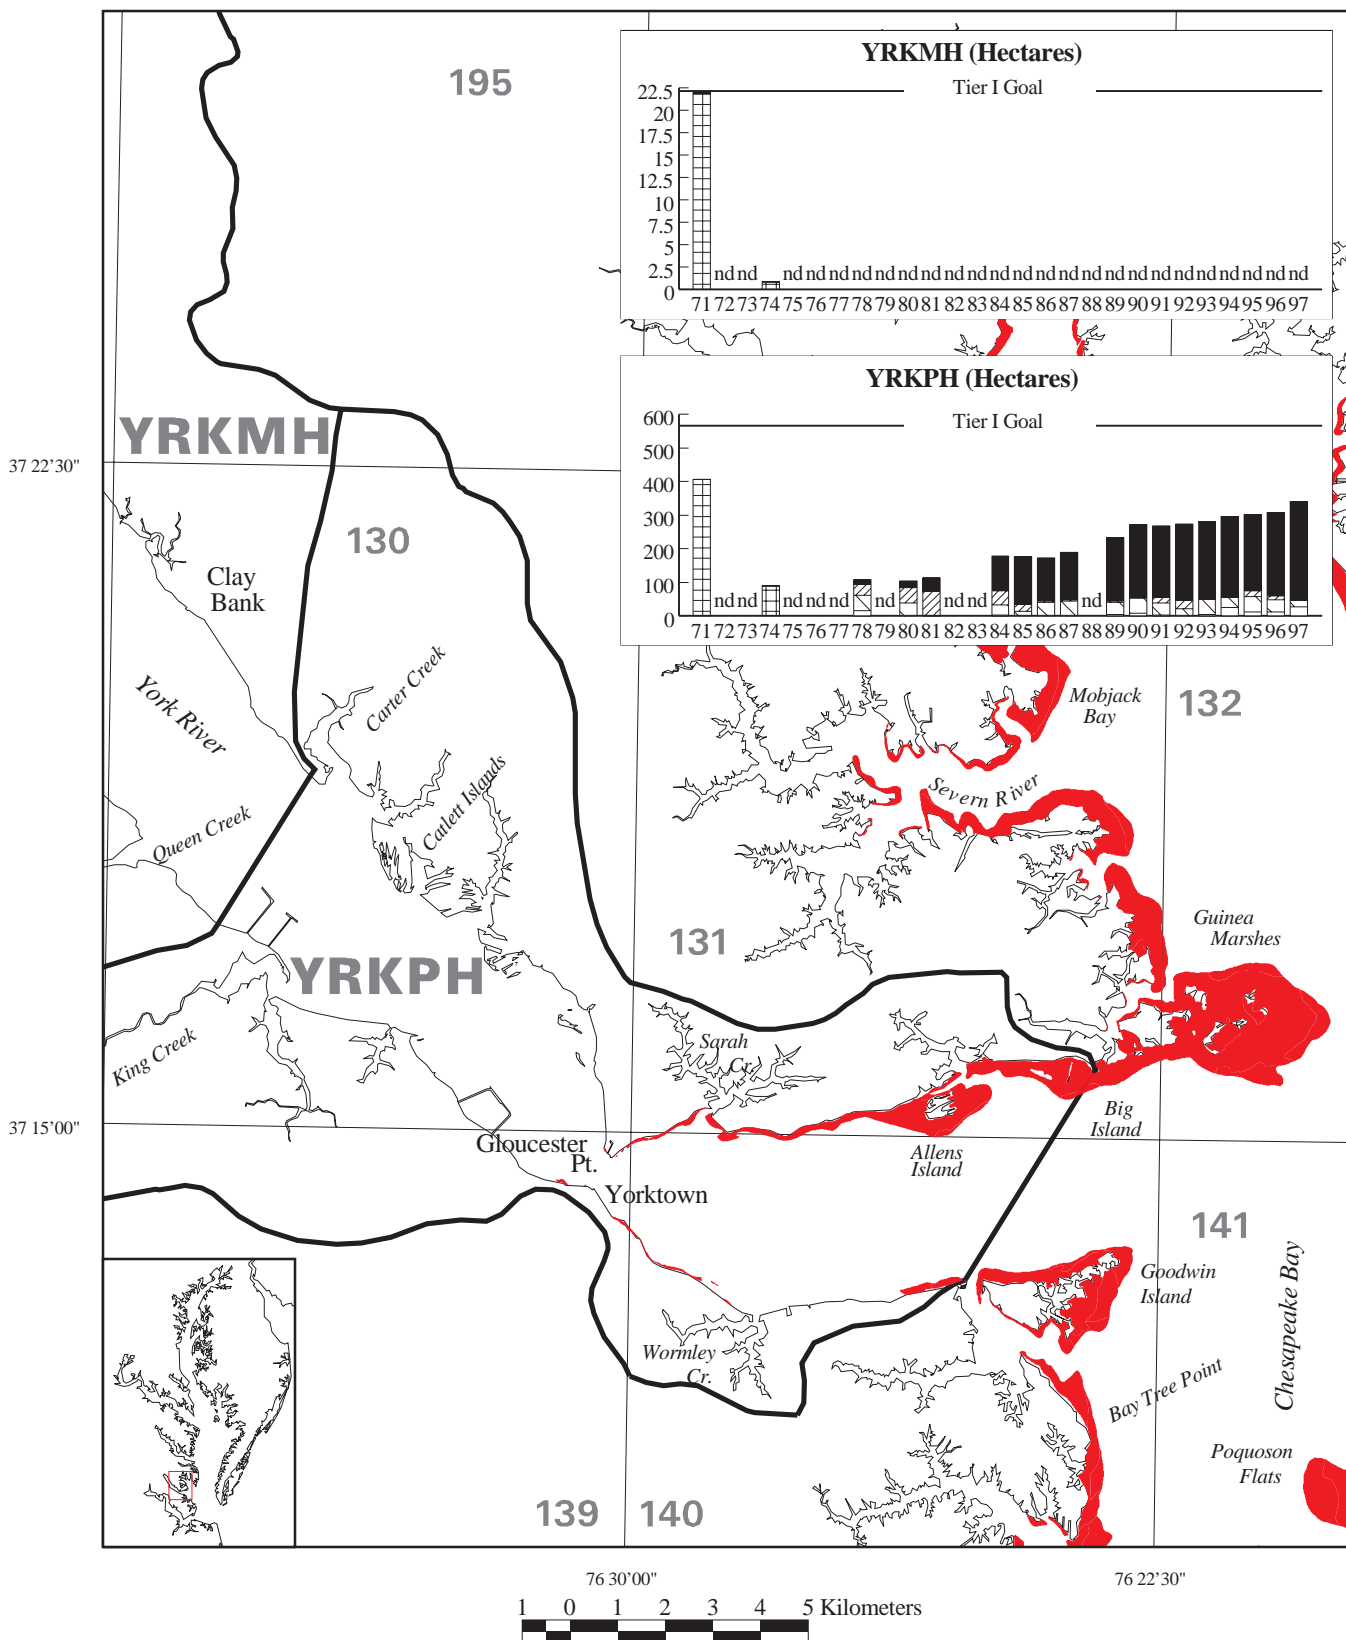 195
YRKMH (Hectares)
Tier I Goal
22.5
20
17.5
15
12.5
10
7.5
5
2.5
0
nd nd nd nd nd nd nd nd nd nd nd nd nd nd nd nd nd nd nd nd nd nd nd nd nd
71 72 73 74 75 76 77 78 79 80 81 82 83 84 85 86 87 88 89 90 91 92 93 94 95 96 97
YRKPH (Hectares)
Tier I Goal
600
500
400
300
200
100
0
nd nd nd nd nd nd nd nd nd
71 72 73 74 75 76 77 78 79 80 81 82 83 84 85 86 87 88 89 90 91 92 93 94 95 96 97
YRKMH
37 22'30"
130
Clay
Bank
York River
Carter Creek
Catlett Islands
Queen Creek
Mobjack
Bay
132
Severn River
131
Guinea
Marshes
YRKPH
King Creek
Sarah
Cr.
Big
Island
37 15'00"
Gloucester
Pt.
Allens
Island
Yorktown
141
Goodwin
Island
Chesapeake Bay
Wormley
Cr.
Bay Tree Point
Poquoson
Flats
139
140
76 30'00"
76 22'30"
1 0 1 2 3 4 5 Kilometers